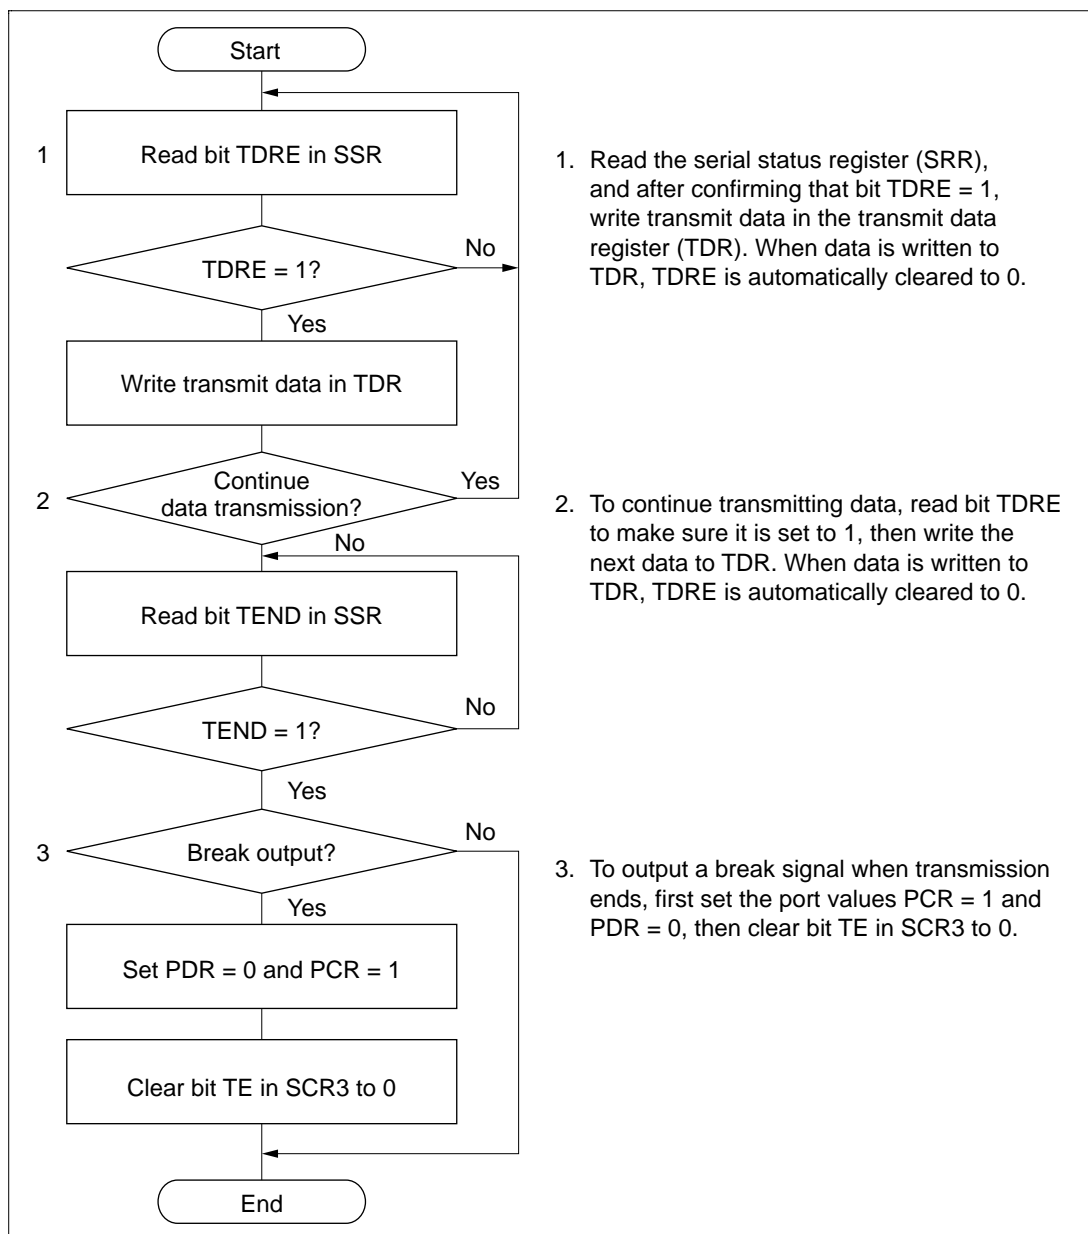 Start
1
Read bit TDRE in SSR
TDRE = 1?
No
Yes
Write transmit data in TDR
2
Continue
data transmission?
Yes
No
Read bit TEND in SSR
TEND = 1?
No
Yes
3
Break output?
No
Yes
Set PDR = 0 and PCR = 1
Clear bit TE in SCR3 to 0
End
1. Read the serial status register (SRR),
and after confirming that bit TDRE = 1,
write transmit data in the transmit data
register (TDR). When data is written to
TDR, TDRE is automatically cleared to 0.
2. To continue transmitting data, read bit TDRE
to make sure it is set to 1, then write the
next data to TDR. When data is written to
TDR, TDRE is automatically cleared to 0.
3. To output a break signal when transmission
ends, first set the port values PCR = 1 and
PDR = 0, then clear bit TE in SCR3 to 0.